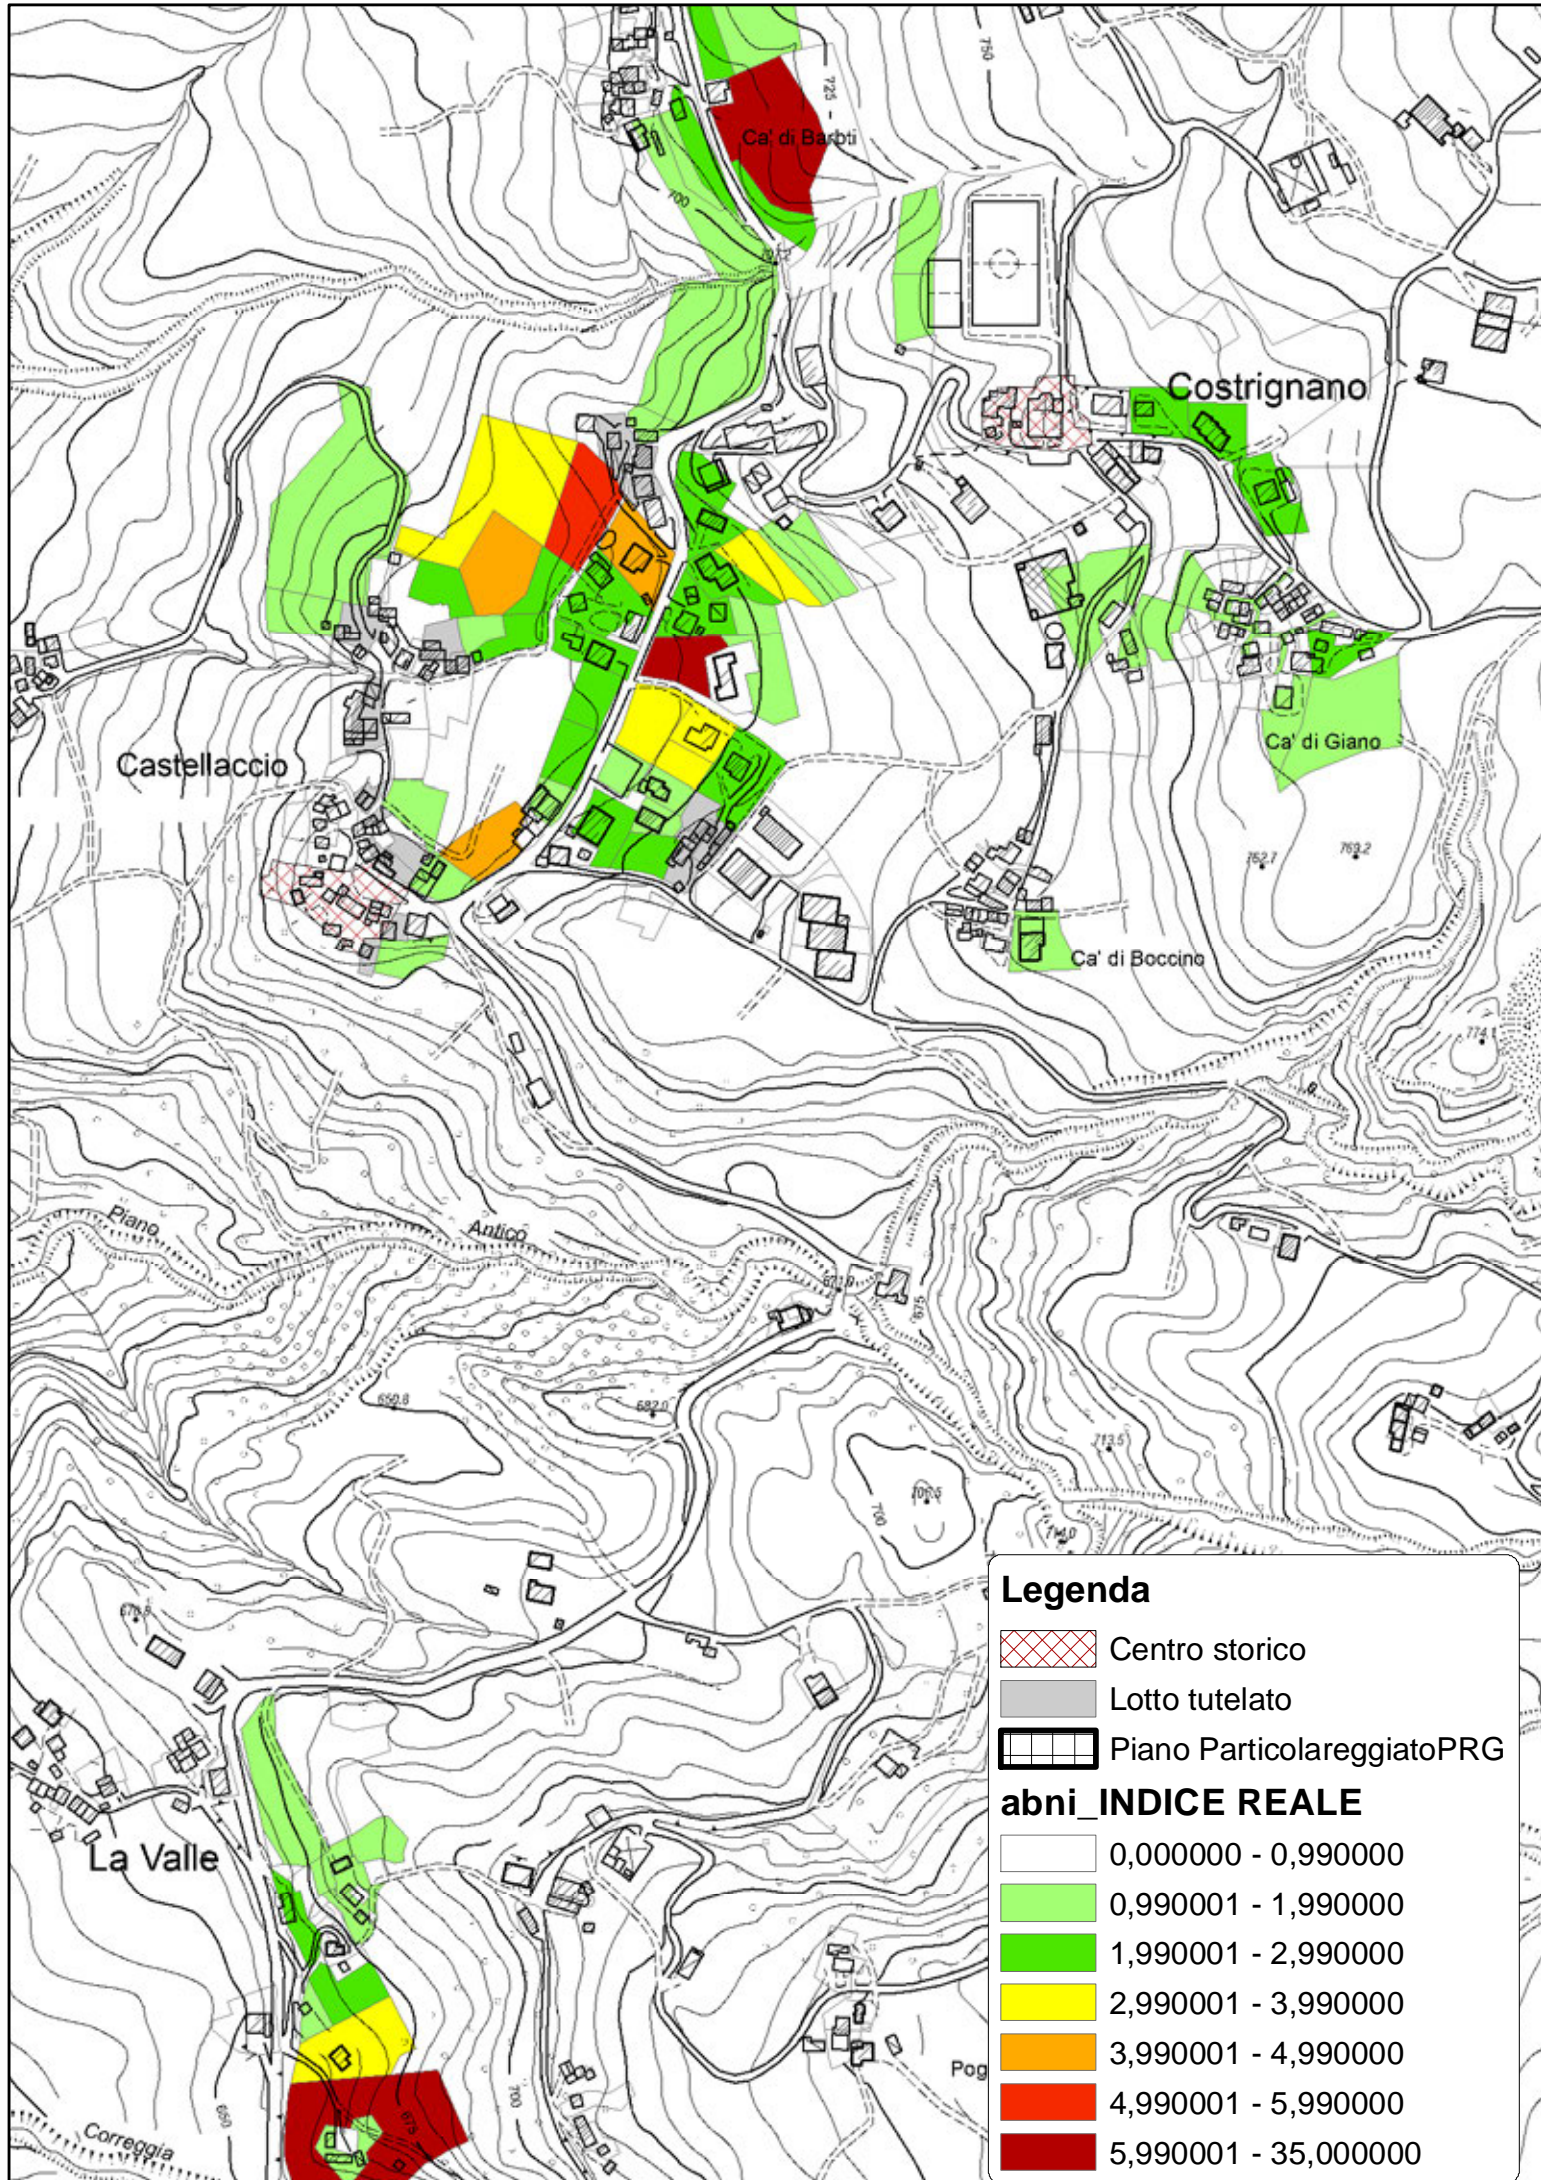 750
725
Ca' di Barbti
700
Costrignano
Castellaccio
Ca' di Giano
762.7
769.2
Ca' di Boccino
774.1
Piano
Antico
671.9
675
650.8
682.0
713.5
706.5
700
714.0
670.8
La Valle
Pog
650
675
700
Correggia
Legenda
Centro storico
Lotto tutelato
Piano ParticolareggiatoPRG
abni_INDICE REALE
0,000000 - 0,990000
0,990001 - 1,990000
1,990001 - 2,990000
2,990001 - 3,990000
3,990001 - 4,990000
4,990001 - 5,990000
5,990001 - 35,000000